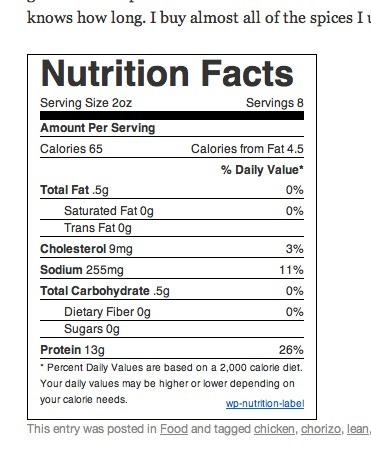 knows how long. I buy almost all of the spices I
Nutrition Facts
Serving Size 2oz Servings 8
Amount Per Serving
Calories 65 Calories from Fat 4.5
% Daily Value*
Total Fat .5g 0%
Saturated Fat 0g 0%
Trans Fat 0g
Cholesterol 9mg 3%
Sodium 255mg 11%
Total Carbohydrate .5g 0%
Dietary Fiber 0g 0%
Sugars 0g
Protein 13g 26%
* Percent Daily Values are based on a 2,000 calorie diet.
Your daily values may be higher or lower depending on
your calorie needs.
wp-nutrition-label
This entry was posted in Food and tagged chicken, chorizo, lean,